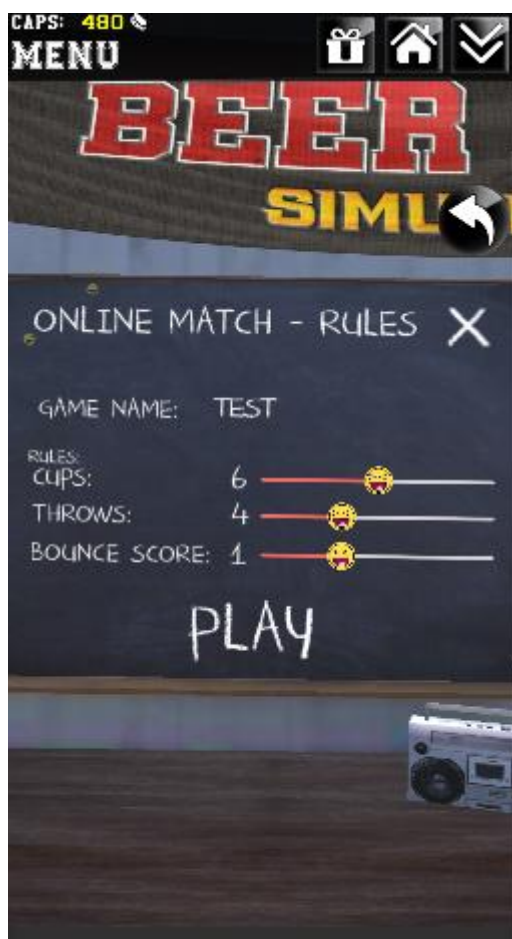 CAPS: 480
MENU
BEER
SIMU
ONLINE MATCH - RULES X
GAME NAME: TEST
RULES:
CUPS: 6
THROWS: 4
BOUNCE SCORE: 1
PLAY